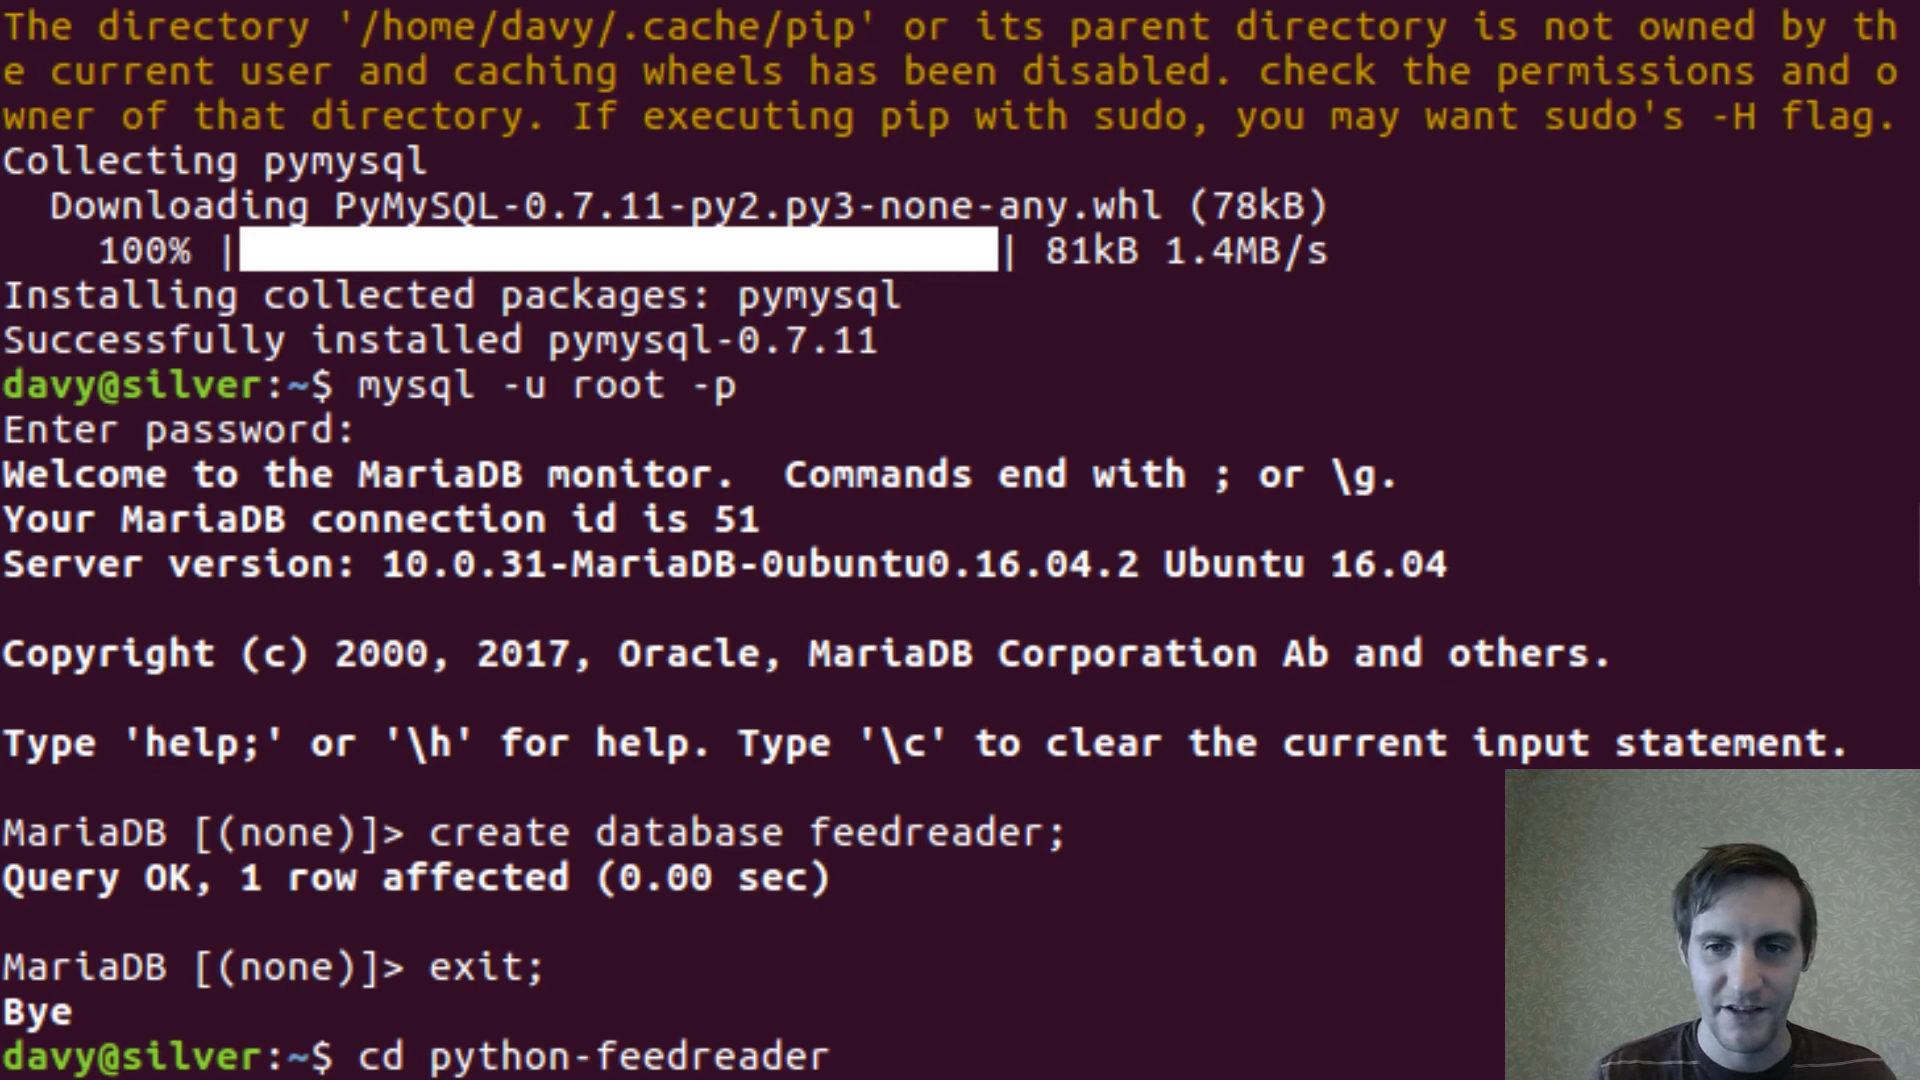 The directory '/home/davy/.cache/pip' or its parent directory is not owned by th
e current user and caching wheels has been disabled. check the permissions and o
wner of that directory. If executing pip with sudo, you may want sudo's -H flag.
Collecting pymysql
  Downloading PyMySQL-0.7.11-py2.py3-none-any.whl (78kB)
    100% || 81kB 1.4MB/s
Installing collected packages: pymysql
Successfully installed pymysql-0.7.11
davy@silver:~$ mysql -u root -p
Enter password:
Welcome to the MariaDB monitor.  Commands end with ; or \g.
Your MariaDB connection id is 51
Server version: 10.0.31-MariaDB-0ubuntu0.16.04.2 Ubuntu 16.04
Copyright (c) 2000, 2017, Oracle, MariaDB Corporation Ab and others.
Type 'help;' or '\h' for help. Type '\c' to clear the current input statement.
MariaDB [(none)]> create database feedreader;
Query OK, 1 row affected (0.00 sec)
MariaDB [(none)]> exit;
Bye
davy@silver:~$ cd python-feedreader